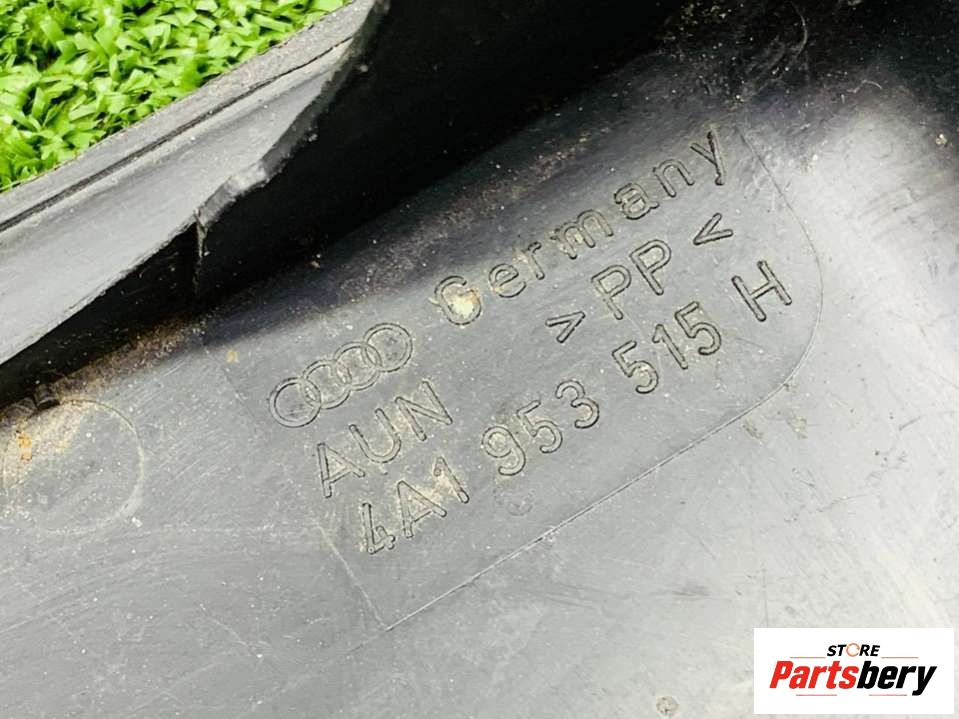 Germany
>PP<
AUN
4A1 953 515 H
STORE
Partsbery